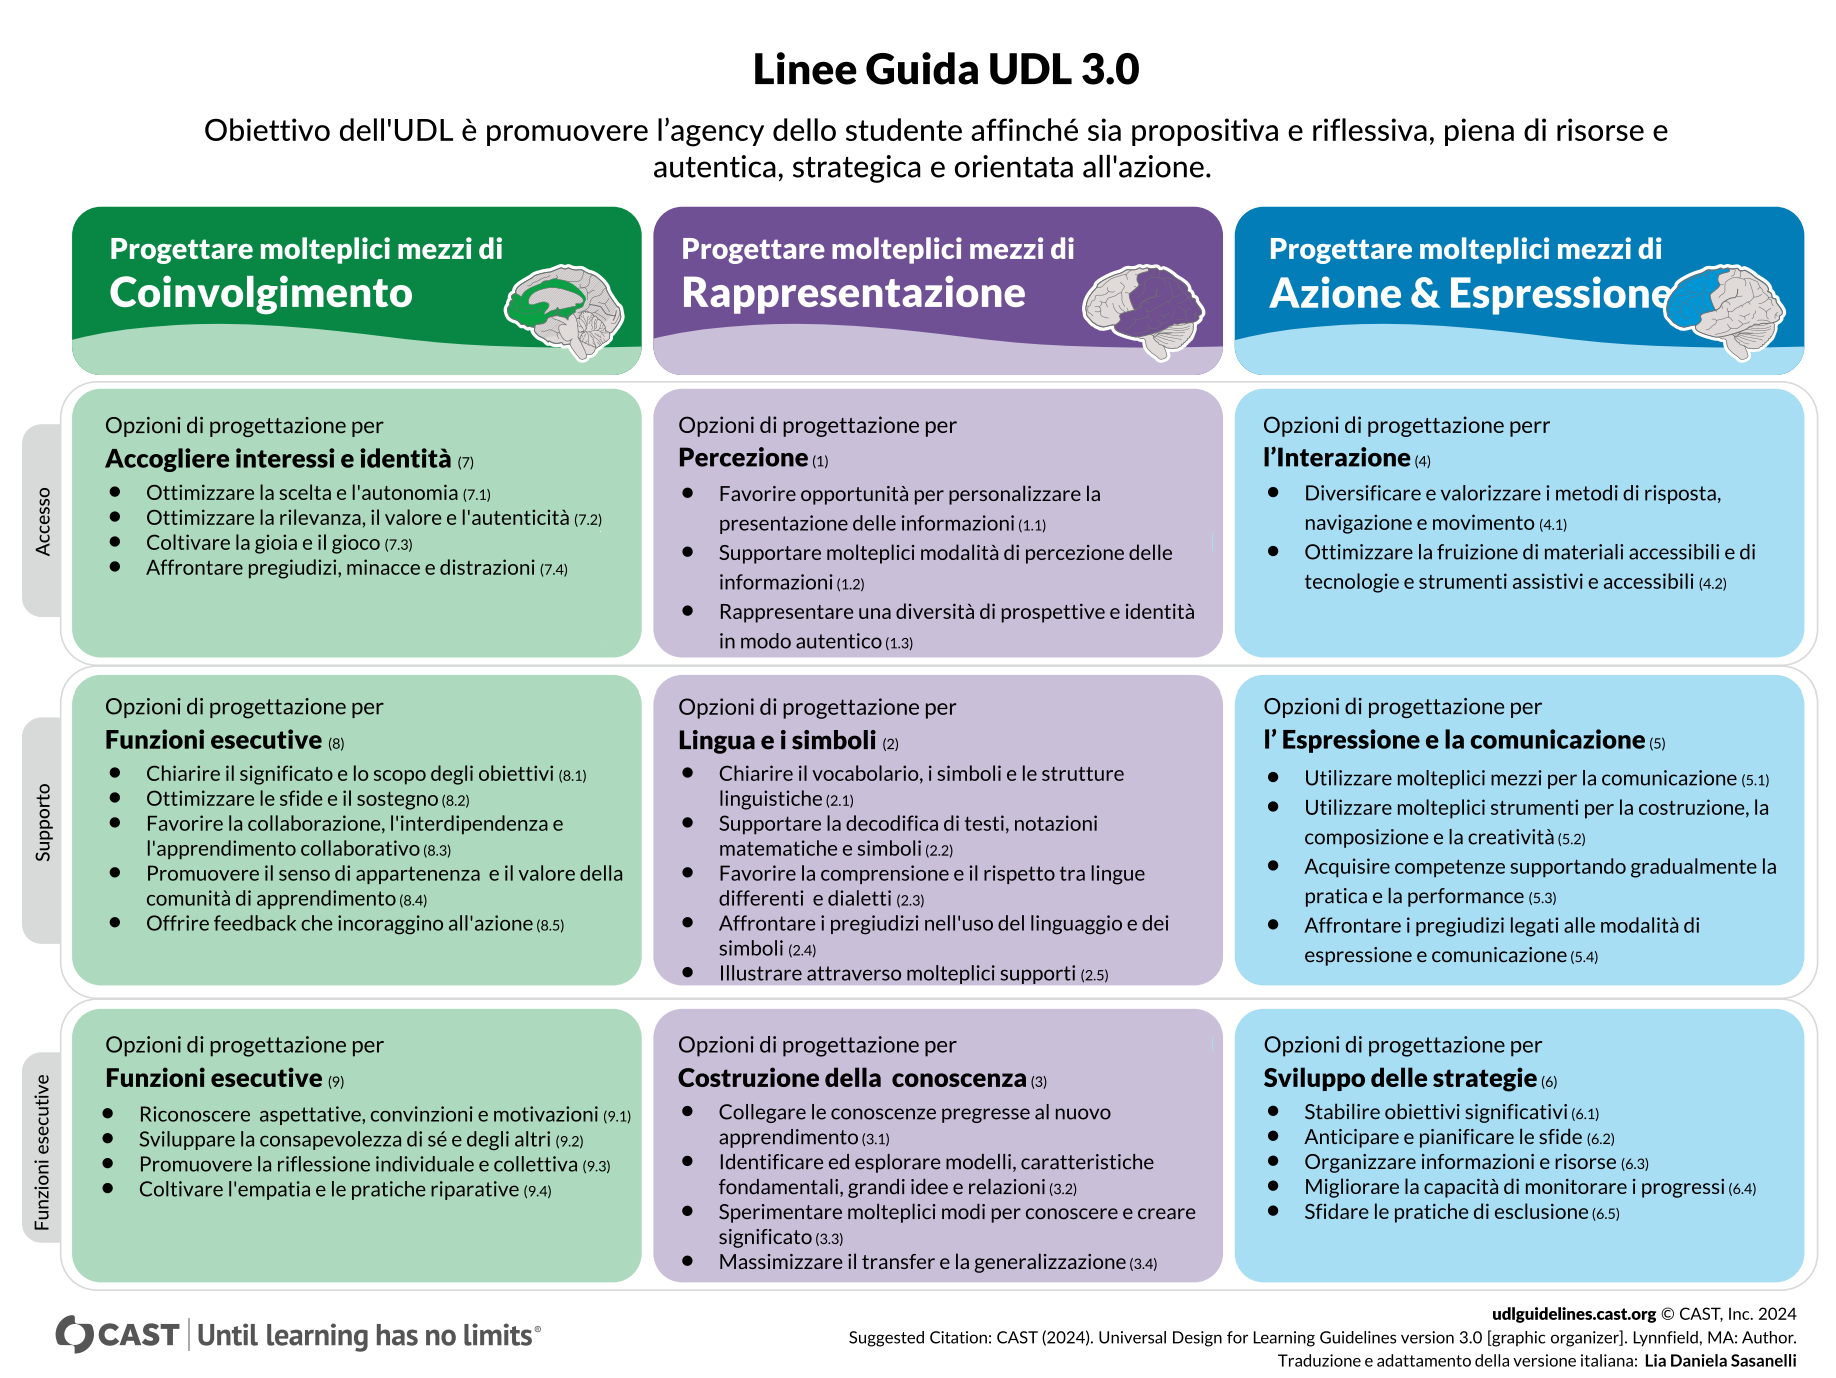 Linee Guida UDL 3.0
Obiettivo dell'UDL è promuovere l’agency dello studente affinché sia propositiva e riflessiva, piena di risorse e
autentica, strategica e orientata all'azione.
Progettare molteplici mezzi di
Coinvolgimento
Progettare molteplici mezzi di
Rappresentazione
Progettare molteplici mezzi di
Azione & Espressione
Accesso
Opzioni di progettazione per
Accogliere interessi e identità (7)
● Ottimizzare la scelta e l'autonomia (7.1)
● Ottimizzare la rilevanza, il valore e l'autenticità (7.2)
● Coltivare la gioia e il gioco (7.3)
● Affrontare pregiudizi, minacce e distrazioni (7.4)
Opzioni di progettazione per
Percezione (1)
● Favorire opportunità per personalizzare la
presentazione delle informazioni (1.1)
● Supportare molteplici modalità di percezione delle
informazioni (1.2)
● Rappresentare una diversità di prospettive e identità
in modo autentico (1.3)
Opzioni di progettazione perr
l’Interazione (4)
● Diversificare e valorizzare i metodi di risposta,
navigazione e movimento (4.1)
● Ottimizzare la fruizione di materiali accessibili e di
tecnologie e strumenti assistivi e accessibili (4.2)
Supporto
Opzioni di progettazione per
Funzioni esecutive (8)
● Chiarire il significato e lo scopo degli obiettivi (8.1)
● Ottimizzare le sfide e il sostegno (8.2)
● Favorire la collaborazione, l'interdipendenza e
l'apprendimento collaborativo (8.3)
● Promuovere il senso di appartenenza e il valore della
comunità di apprendimento (8.4)
● Offrire feedback che incoraggino all'azione (8.5)
Opzioni di progettazione per
Lingua e i simboli (2)
● Chiarire il vocabolario, i simboli e le strutture
linguistiche (2.1)
● Supportare la decodifica di testi, notazioni
matematiche e simboli (2.2)
● Favorire la comprensione e il rispetto tra lingue
differenti e dialetti (2.3)
● Affrontare i pregiudizi nell'uso del linguaggio e dei
simboli (2.4)
● Illustrare attraverso molteplici supporti (2.5)
Opzioni di progettazione per
l’ Espressione e la comunicazione (5)
● Utilizzare molteplici mezzi per la comunicazione (5.1)
● Utilizzare molteplici strumenti per la costruzione, la
composizione e la creatività (5.2)
● Acquisire competenze supportando gradualmente la
pratica e la performance (5.3)
● Affrontare i pregiudizi legati alle modalità di
espressione e comunicazione (5.4)
Funzioni esecutive
Opzioni di progettazione per
Funzioni esecutive (9)
● Riconoscere aspettative, convinzioni e motivazioni (9.1)
● Sviluppare la consapevolezza di sé e degli altri (9.2)
● Promuovere la riflessione individuale e collettiva (9.3)
● Coltivare l'empatia e le pratiche riparative (9.4)
Opzioni di progettazione per
Costruzione della conoscenza (3)
● Collegare le conoscenze pregresse al nuovo
apprendimento (3.1)
● Identificare ed esplorare modelli, caratteristiche
fondamentali, grandi idee e relazioni (3.2)
● Sperimentare molteplici modi per conoscere e creare
significato (3.3)
● Massimizzare il transfer e la generalizzazione (3.4)
Opzioni di progettazione per
Sviluppo delle strategie (6)
● Stabilire obiettivi significativi (6.1)
● Anticipare e pianificare le sfide (6.2)
● Organizzare informazioni e risorse (6.3)
● Migliorare la capacità di monitorare i progressi (6.4)
● Sfidare le pratiche di esclusione (6.5)
CAST | Until learning has no limits®
udlguidelines.cast.org © CAST, Inc. 2024
Suggested Citation: CAST (2024). Universal Design for Learning Guidelines version 3.0 [graphic organizer]. Lynnfield, MA: Author.
Traduzione e adattamento della versione italiana: Lia Daniela Sasanelli